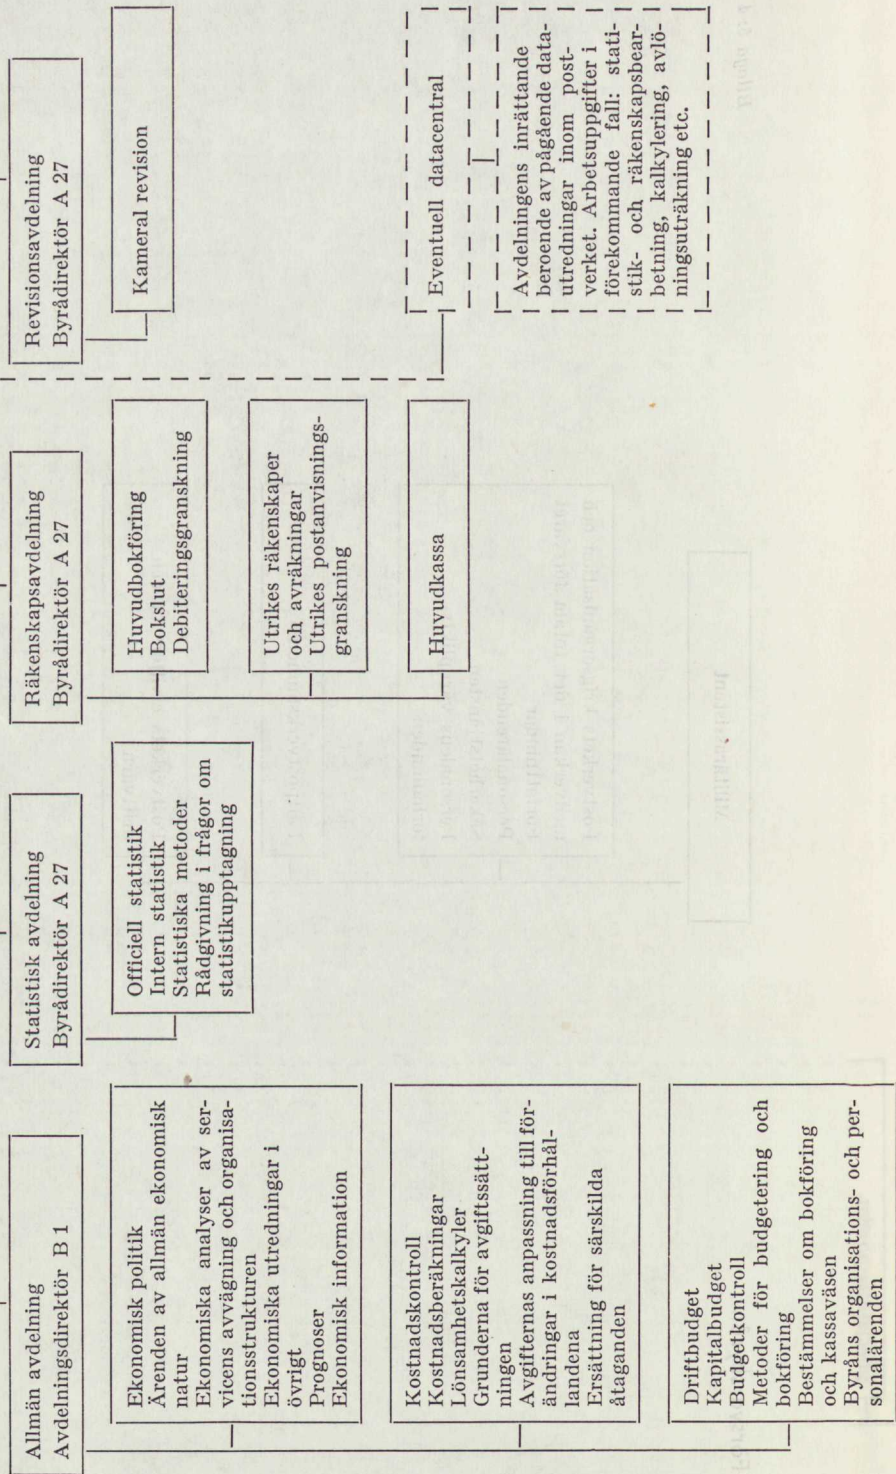 Allmän avdelning
Avdelningsdirektör B 1
Ekonomisk politik
Ärenden av allmän ekonomisk
natur
Ekonomiska analyser av ser-
vicens avvägning och organisa-
tionsstrukturen
Ekonomiska utredningar i
övrigt
Prognoser
Ekonomisk information
Kostnadskontroll
Kostnadsberäkningar
Lönsamhetskalkyler
Grunderna för avgiftssätt-
ningen
Avgifternas anpassning till för-
ändringar i kostnadsförhål-
landena
Ersättning för särskilda
åtaganden
Driftbudget
Kapitalbudget
Budgetkontroll
Metoder för budgetering och
bokföring
Bestämmelser om bokföring
och kassaväsen
Byråns organisations- och per-
sonalärenden
Statistisk avdelning
Byrådirektör A 27
Officiell statistik
Intern statistik
Statistiska metoder
Rådgivning i frågor om
statistikupptagning
Räkenskapsavdelning
Byrådirektör A 27
Huvudbokföring
Bokslut
Debiteringsgranskning
Utrikes räkenskaper
och avräkningar
Utrikes postanvisnings-
granskning
Huvudkassa
Revisionsavdelning
Byrådirektör A 27
Kameral revision
Eventuell datacentral
Avdelningens inrättande
beroende av pågående data-
utredningar inom post-
verket. Arbetsuppgifter i
förekommande fall: stati-
stik- och räkenskapsbear-
betning, kalkylering, avlö-
ningsuträkning etc.